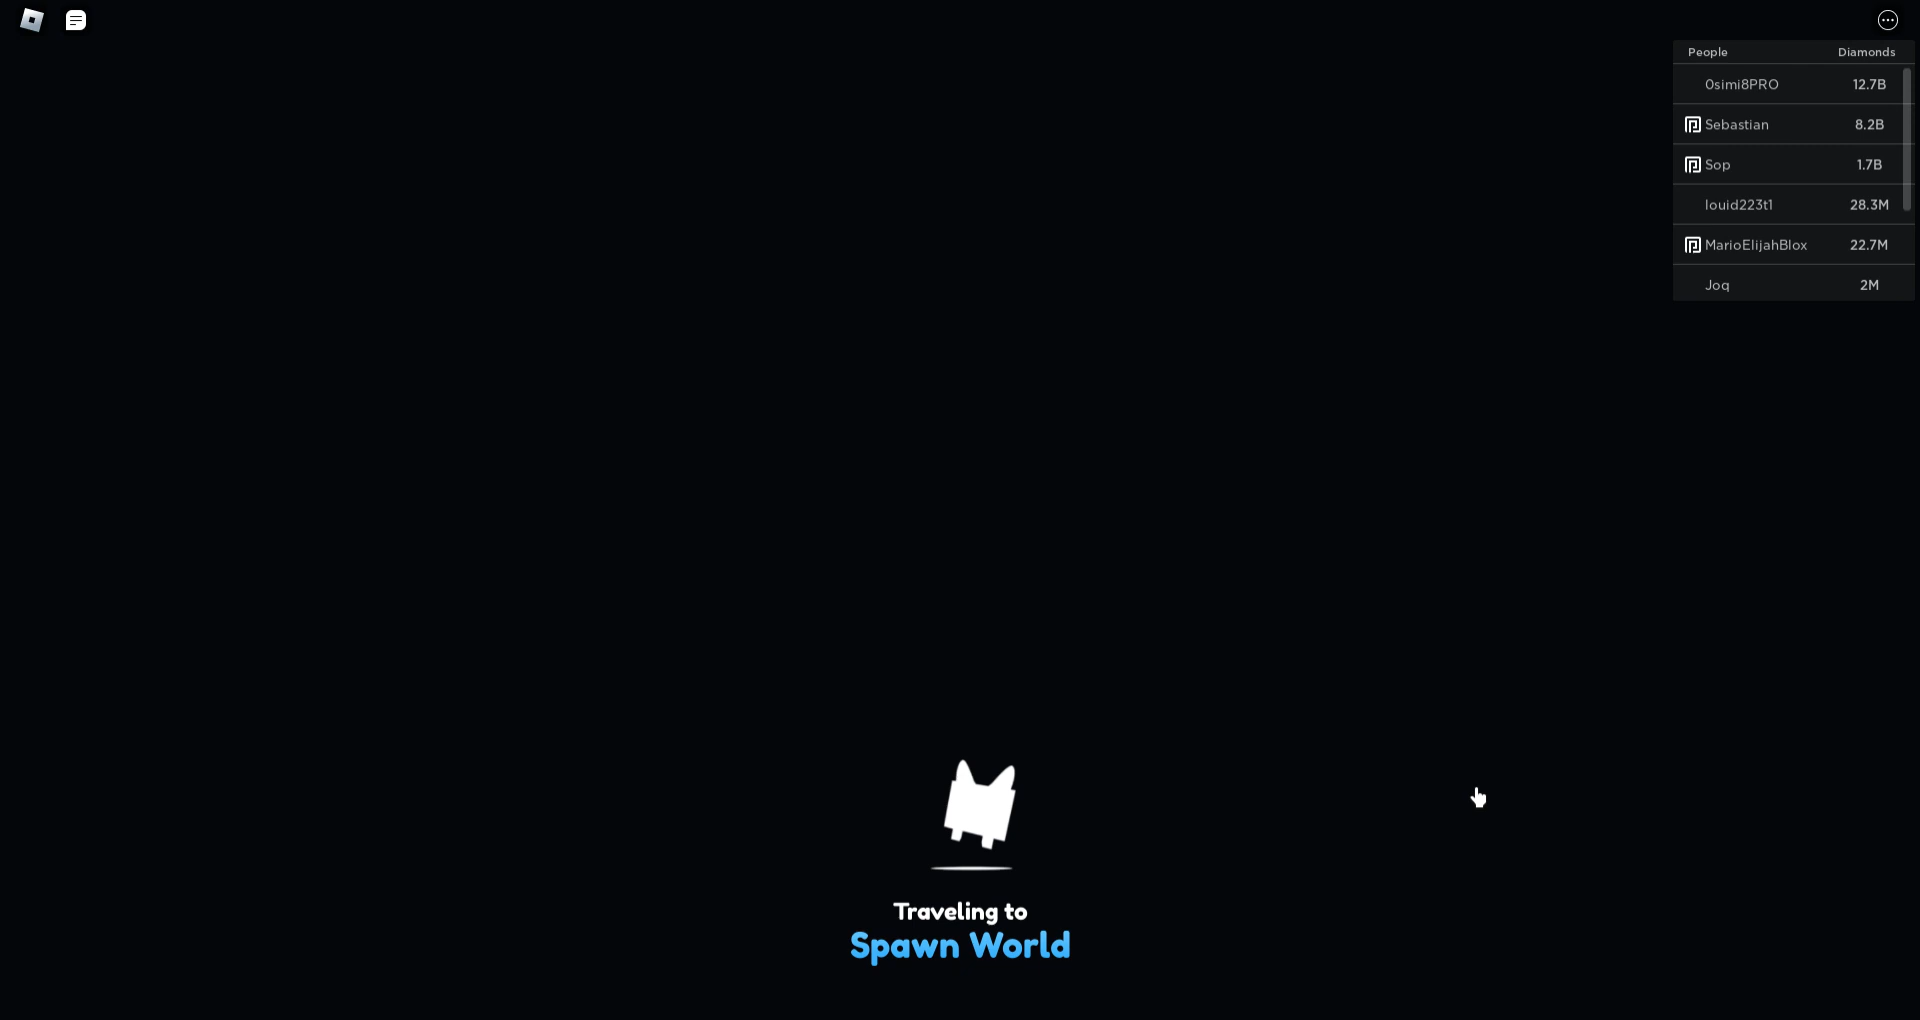 People Diamonds
0simi8PRO 12.7B
Sebastian 8.2B
Sop 1.7B
louid223t1 28.3M
MarioElijahBlox 22.7M
Joq 2M
Traveling to
Spawn World